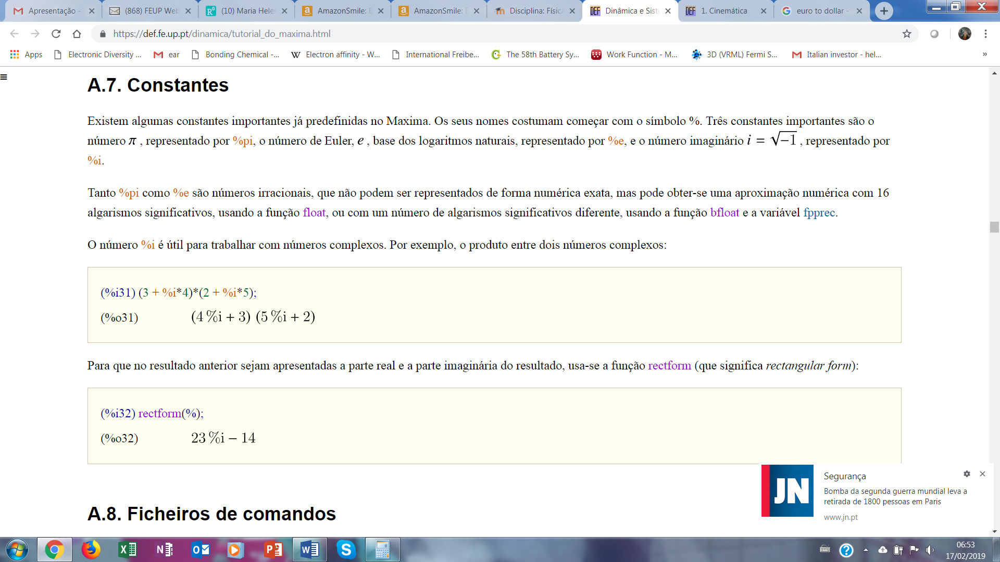 Apresentação -
(868) FEUP Web
(10) Maria Hele
AmazonSmile: B
AmazonSmile: E
Disciplina: Físic
Dinâmica e Sist
1. Cinemática
euro to dollar -
https://def.fe.up.pt/dinamica/tutorial_do_maxima.html
Apps
Electronic Diversity ...
ear
Bonding Chemical -...
Electron affinity - W...
International Freibe...
The 58th Battery Sy...
Work Function - M...
3D (VRML) Fermi S...
Italian investor - hel...
»
A.7. Constantes
Existem algumas constantes importantes já predefinidas no Maxima. Os seus nomes costumam começar com o símbolo %. Três constantes importantes são o
número π , representado por %pi, o número de Euler, e , base dos logaritmos naturais, representado por %e, e o número imaginário i = √−1 , representado por
%i.
Tanto %pi como %e são números irracionais, que não podem ser representados de forma numérica exata, mas pode obter-se uma aproximação numérica com 16
algarismos significativos, usando a função float, ou com um número de algarismos significativos diferente, usando a função bfloat e a variável fpprec.
O número %i é útil para trabalhar com números complexos. Por exemplo, o produto entre dois números complexos:
(%i31) (3 + %i*4)*(2 + %i*5);
(%o31) (4 %i + 3) (5 %i + 2)
Para que no resultado anterior sejam apresentadas a parte real e a parte imaginária do resultado, usa-se a função rectform (que significa rectangular form):
(%i32) rectform(%);
(%o32) 23 %i − 14
A.8. Ficheiros de comandos
JN
Segurança
Bomba da segunda guerra mundial leva a
retirada de 1800 pessoas em Paris
www.jn.pt
06:53
17/02/2019